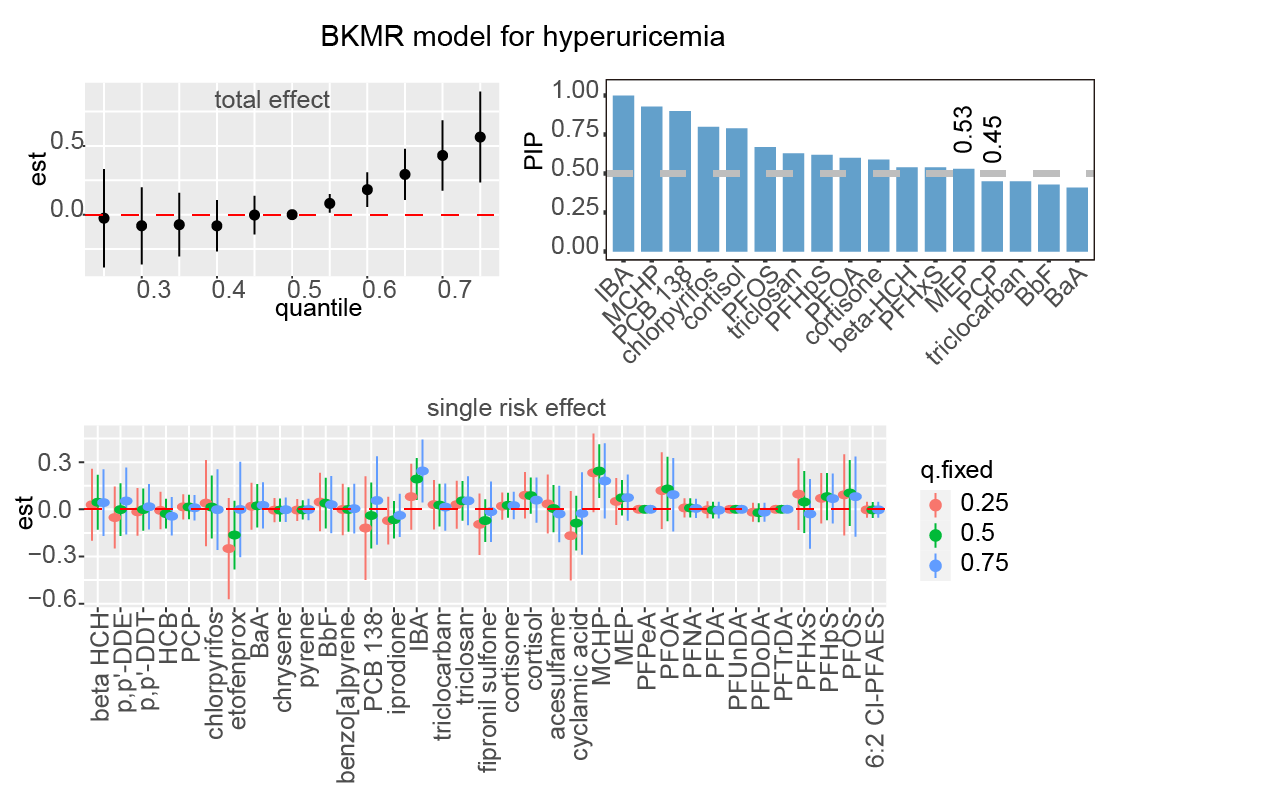 BKMR model for hyperuricemia
total effect
est
0.5
0.0
0.3
0.4
0.5
0.6
0.7
quantile
PIP
1.00
0.75
0.50
0.25
0.00
0.53
0.45
IBA
MCHP
PCB 138
chlorpyrifos
cortisol
PFOS
triclosan
PFHpS
PFOA
cortisone
beta-HCH
PFHxS
MEP
PCP
triclocarban
BbF
BaA
single risk effect
est
0.3
0.0
−0.3
−0.6
beta HCH
p,p'-DDE
p,p'-DDT
HCB
PCP
chlorpyrifos
etofenprox
BaA
chrysene
pyrene
BbF
benzo[a]pyrene
PCB 138
iprodione
IBA
triclocarban
triclosan
fipronil sulfone
cortisone
cortisol
acesulfame
cyclamic acid
MCHP
MEP
PFPeA
PFOA
PFNA
PFDA
PFUnDA
PFDoDA
PFTrDA
PFHxS
PFHpS
PFOS
6:2 Cl-PFAES
q.fixed
0.25
0.5
0.75